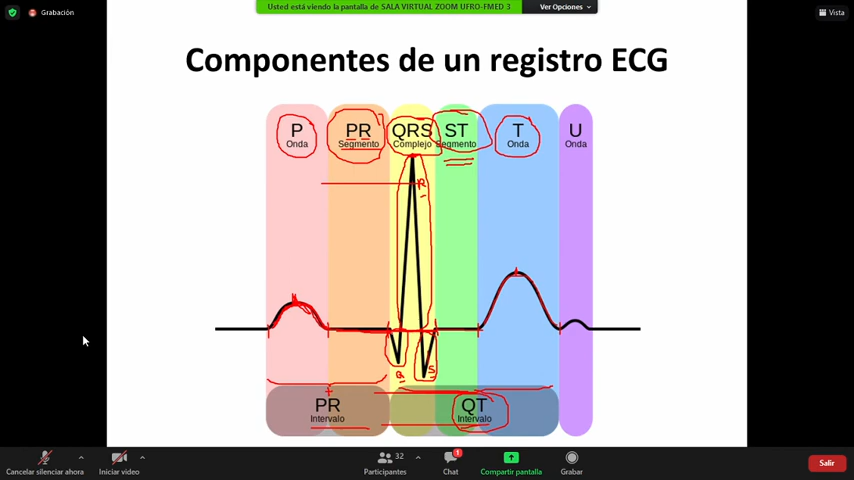 Usted está viendo la pantalla de SALA VIRTUAL ZOOM UFRO-FMED 3
Ver Opciones
Grabación
Vista
Componentes de un registro ECG
P
Onda
PR
Segmento
QRS
Complejo
ST
Segmento
T
Onda
U
Onda
R
Q
S
PR
Intervalo
QT
Intervalo
32
1
Cancelar silenciar ahora
Iniciar video
Participantes
Chat
Compartir pantalla
Grabar
Salir